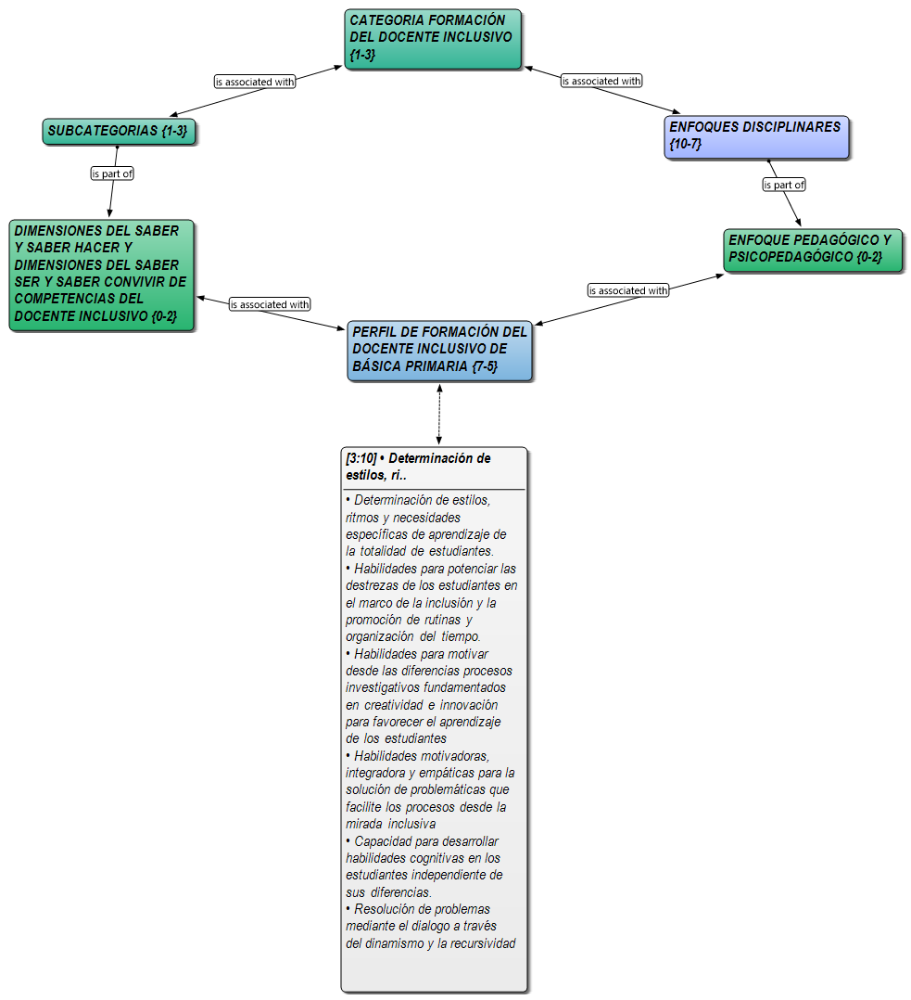 CATEGORIA FORMACIÓN
DEL DOCENTE INCLUSIVO
{1-3}
is associated with
is associated with
SUBCATEGORIAS {1-3}
ENFOQUES DISCIPLINARES
{10-7}
is part of
is part of
DIMENSIONES DEL SABER
Y SABER HACER Y
DIMENSIONES DEL SABER
SER Y SABER CONVIVIR DE
COMPETENCIAS DEL
DOCENTE INCLUSIVO {0-2}
ENFOQUE PEDAGÓGICO Y
PSICOPEDAGÓGICO {0-2}
is associated with
is associated with
PERFIL DE FORMACIÓN DEL
DOCENTE INCLUSIVO DE
BÁSICA PRIMARIA {7-5}
[3:10] • Determinación de
estilos, ri..
• Determinación de estilos,
ritmos y necesidades
específicas de aprendizaje de
la totalidad de estudiantes.
• Habilidades para potenciar las
destrezas de los estudiantes en
el marco de la inclusión y la
promoción de rutinas y
organización del tiempo.
• Habilidades para motivar
desde las diferencias procesos
investigativos fundamentados
en creatividad e innovación
para favorecer el aprendizaje
de los estudiantes
• Habilidades motivadoras,
integradora y empáticas para la
solución de problemáticas que
facilite los procesos desde la
mirada inclusiva
• Capacidad para desarrollar
habilidades cognitivas en los
estudiantes independiente de
sus diferencias.
• Resolución de problemas
mediante el dialogo a través
del dinamismo y la recursividad